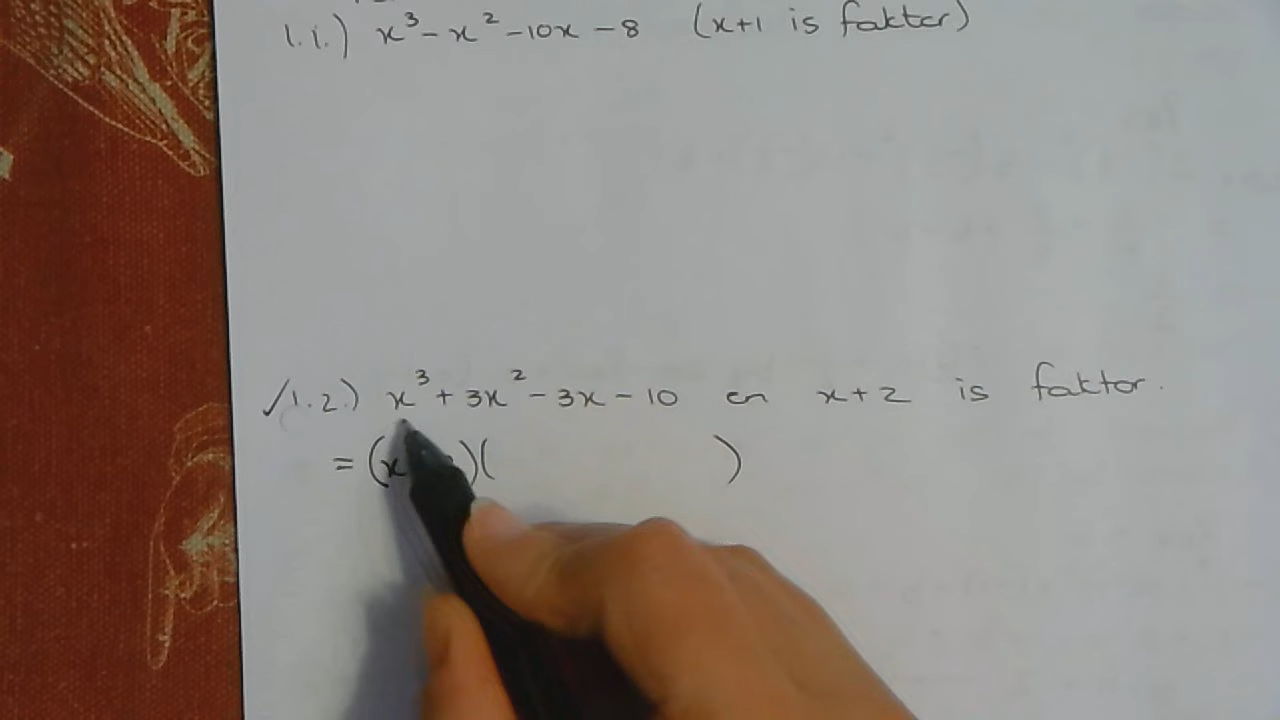 1.1.) x³ - x² - 10x - 8 (x+1 is faktor)
1.2.) x³ + 3x² - 3x - 10 en x+2 is faktor.
= (x )( )